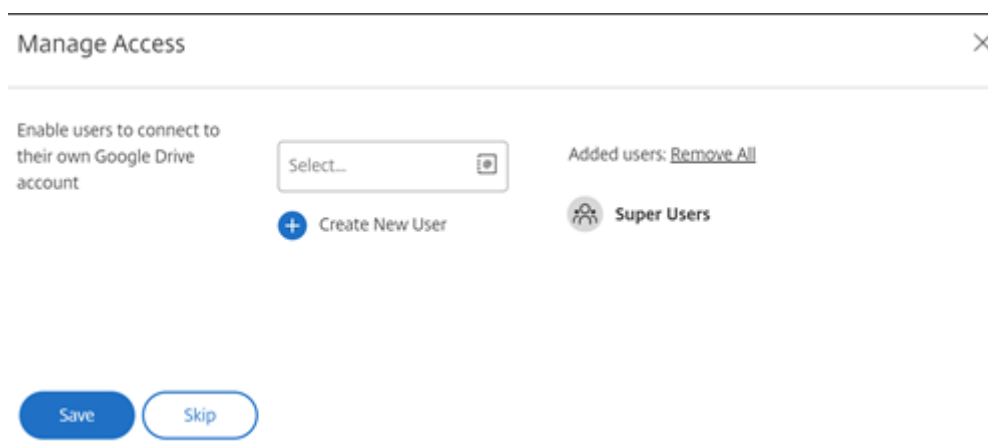 Manage Access
Enable users to connect to
their own Google Drive
account
Select...
Create New User
Added users: Remove All
Super Users
Save
Skip